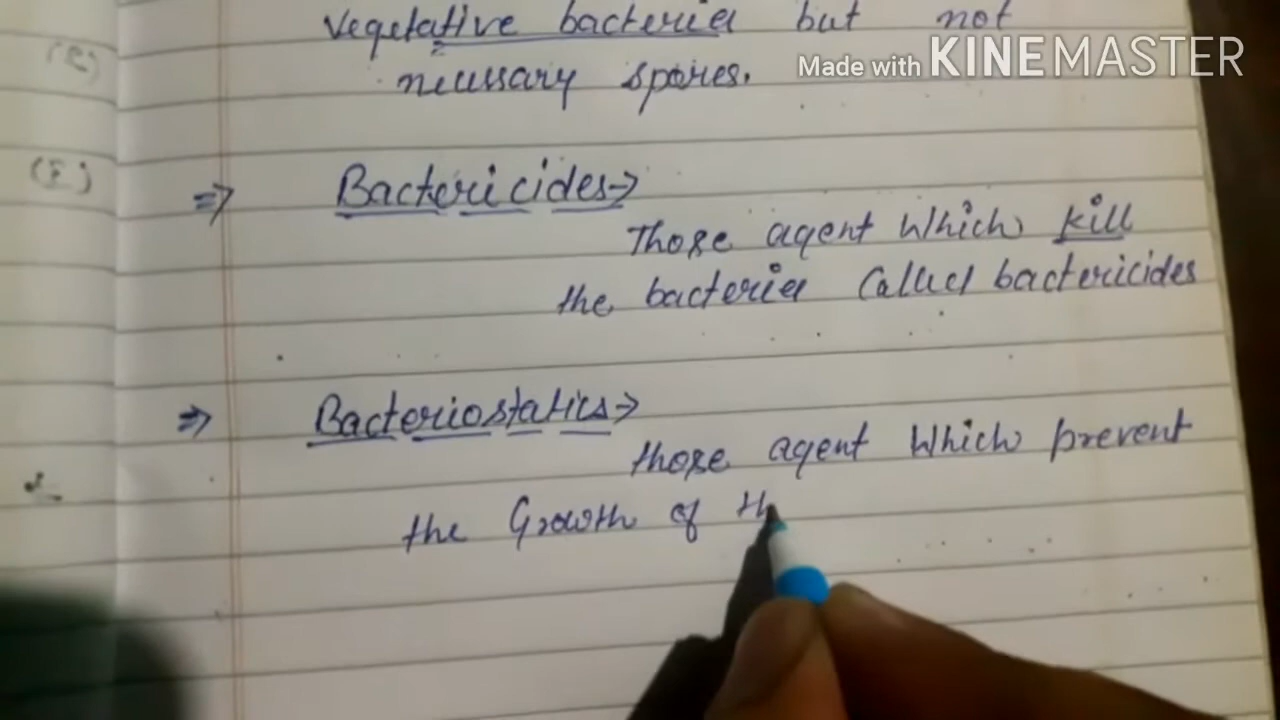 vegetative bacteria but not
Made with KINEMASTER
necessary spores.
⇒ Bactericides→
Those agent which kill
the bacteria Called bactericides
⇒ Bacteriostatics→
those agent which prevent
the Growth of th